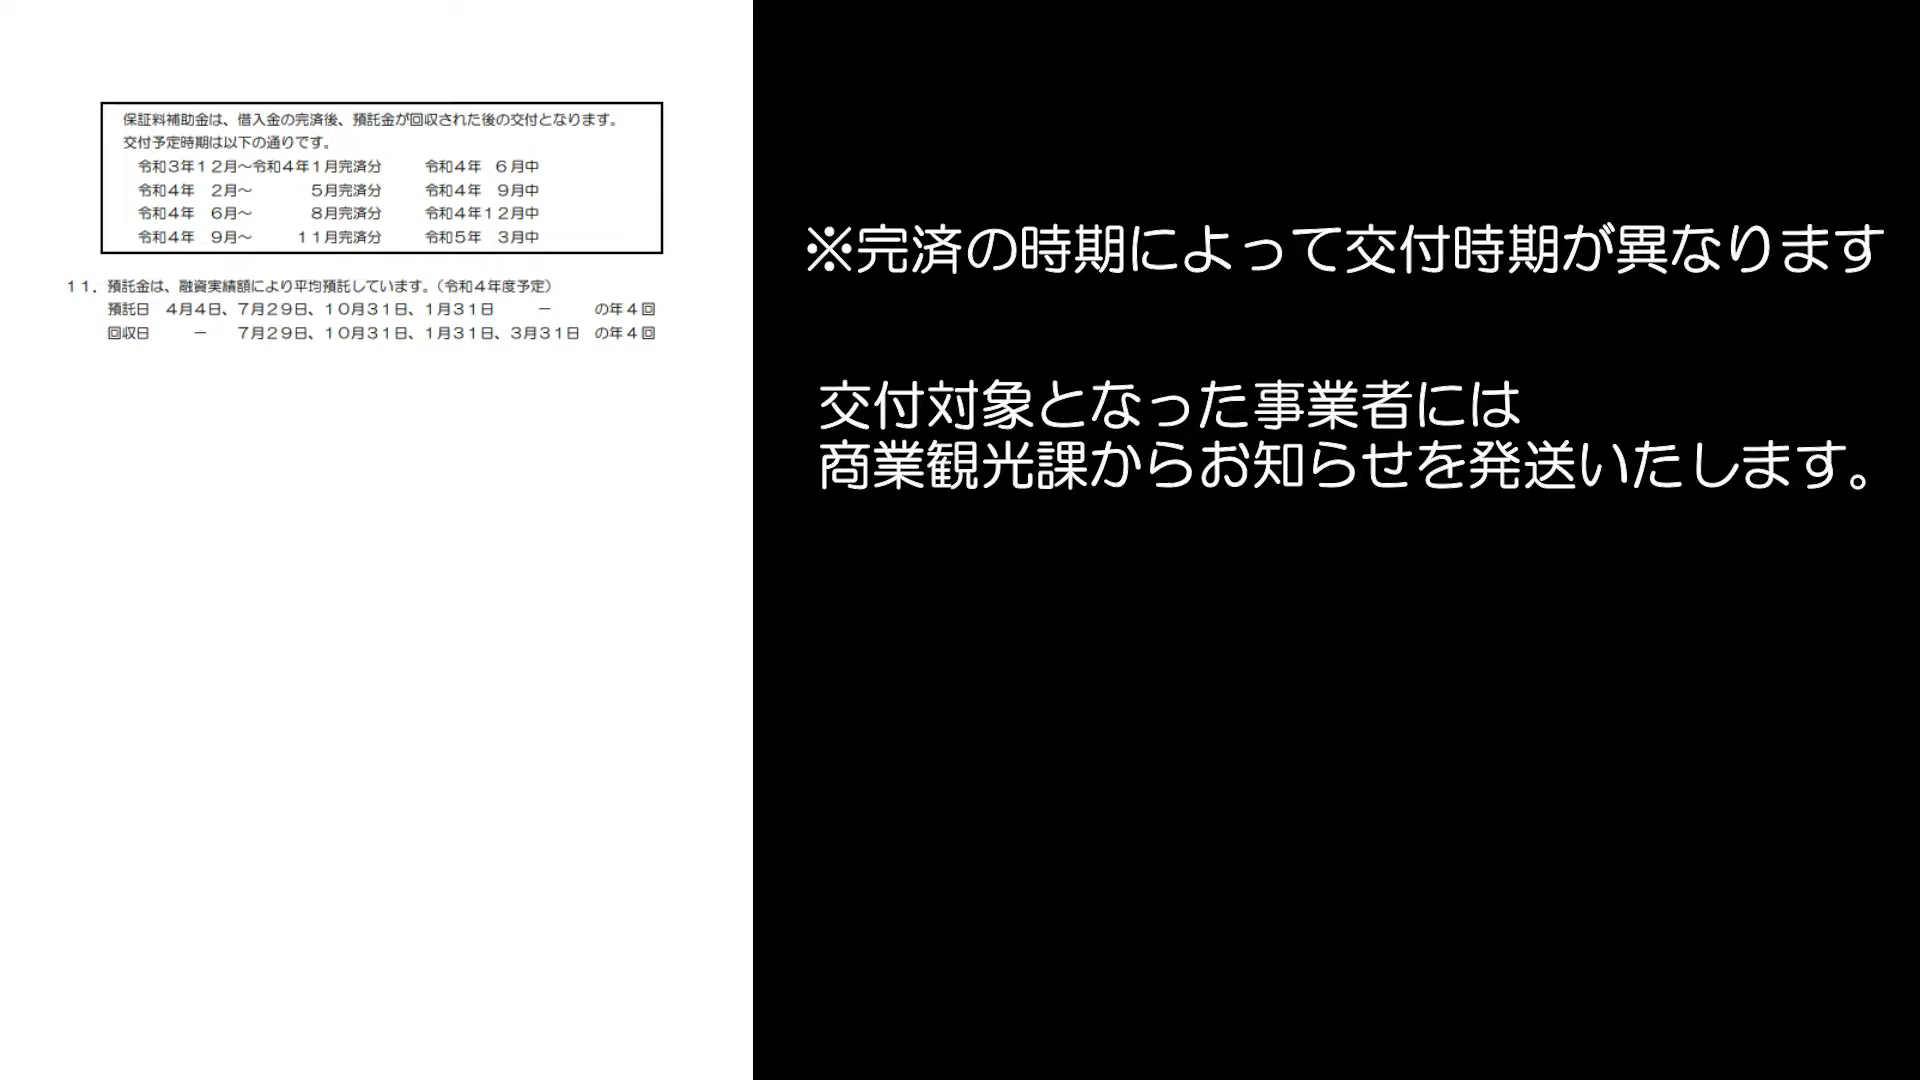 保証料補助金は、借入金の完済後、預託金が回収された後の交付となります。
交付予定時期は以下の通りです。
令和３年１２月～令和４年１月完済分　　　令和４年　６月中
令和４年　２月～　　　　５月完済分　　　令和４年　９月中
令和４年　６月～　　　　８月完済分　　　令和４年１２月中
令和４年　９月～　　　１１月完済分　　　令和５年　３月中
１１．預託金は、融資実績額により平均預託しています。（令和４年度予定）
預託日　４月４日、７月２９日、１０月３１日、１月３１日　　　－　　　の年４回
回収日　　　－　　７月２９日、１０月３１日、１月３１日、３月３１日　の年４回
※完済の時期によって交付時期が異なります
交付対象となった事業者には
商業観光課からお知らせを発送いたします。